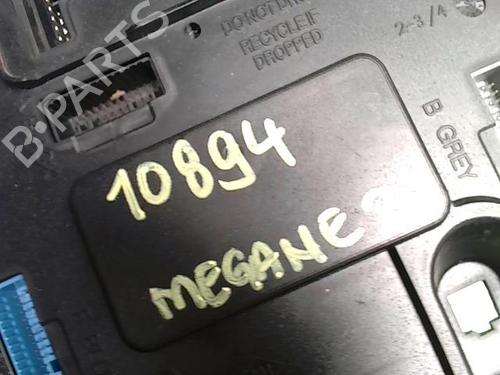 DO NOT DROP
RECYCLE IF
DROPPED
2-3/4
B GREY
10894
MEGANE
B-PARTS